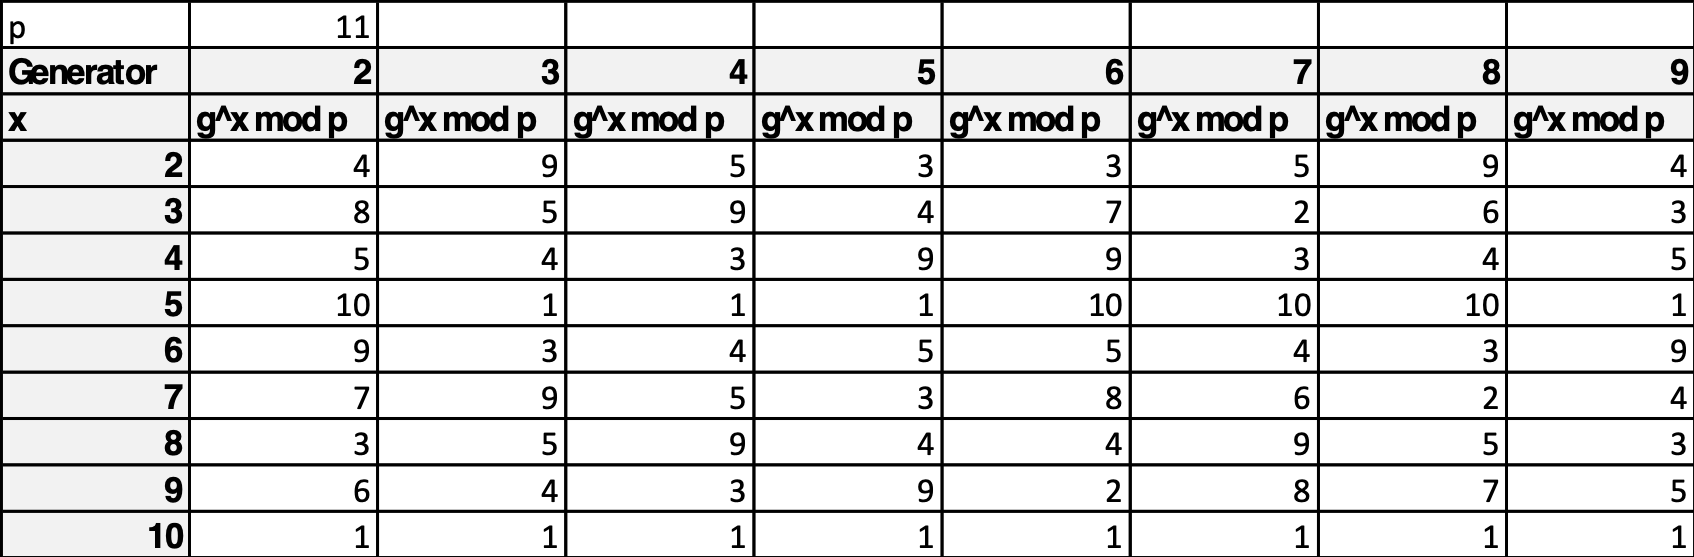 p 11
Generator 2 3 4 5 6 7 8 9
x g^x mod p g^x mod p g^x mod p g^x mod p g^x mod p g^x mod p g^x mod p g^x mod p
2 4 9 5 3 3 5 9 4
3 8 5 9 4 7 2 6 3
4 5 4 3 9 9 3 4 5
5 10 1 1 1 10 10 10 1
6 9 3 4 5 5 4 3 9
7 7 9 5 3 8 6 2 4
8 3 5 9 4 4 9 5 3
9 6 4 3 9 2 8 7 5
10 1 1 1 1 1 1 1 1